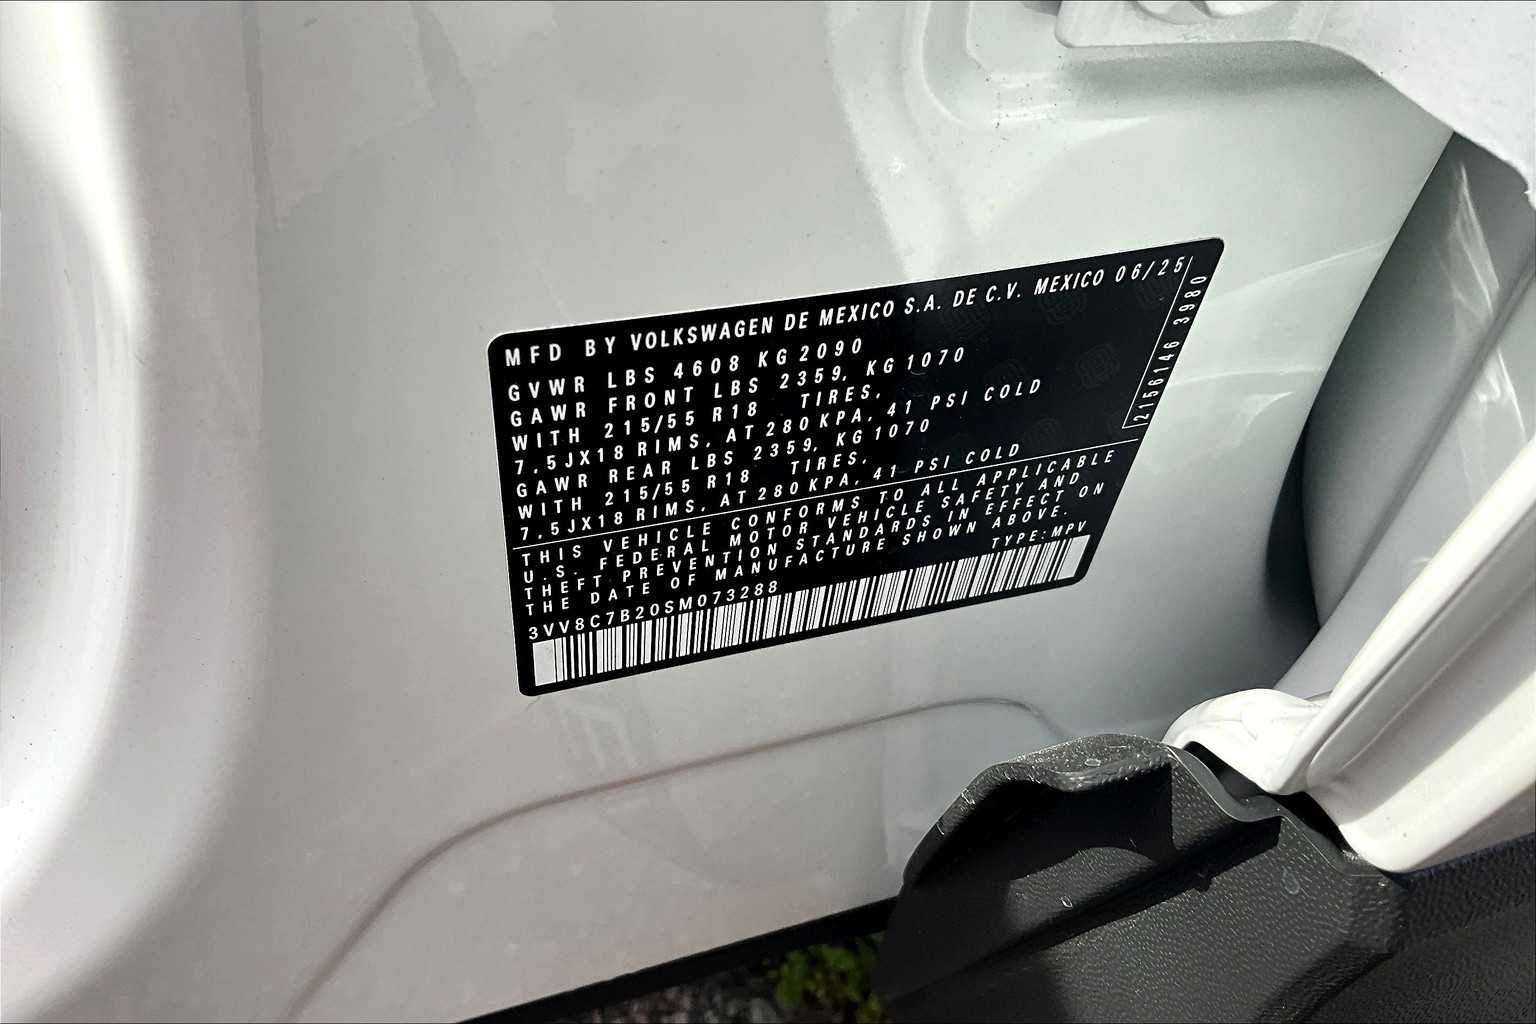 MFD BY VOLKSWAGEN DE MEXICO S.A. DE C.V. MEXICO 06/25
GVWR LBS 4608 KG 2090
GAWR FRONT LBS 2359, KG 1070
WITH 215/55 R18 TIRES,
7,5JX18 RIMS, AT 280 KPA, 41 PSI COLD
GAWR REAR LBS 2359, KG 1070
WITH 215/55 R18 TIRES,
7,5JX18 RIMS, AT 280 KPA, 41 PSI COLD
THIS VEHICLE CONFORMS TO ALL APPLICABLE
U.S. FEDERAL MOTOR VEHICLE SAFETY AND
THEFT PREVENTION STANDARDS IN EFFECT ON
THE DATE OF MANUFACTURE SHOWN ABOVE.
TYPE:MPV
3VV8C7B20SM073288
2156146 3980